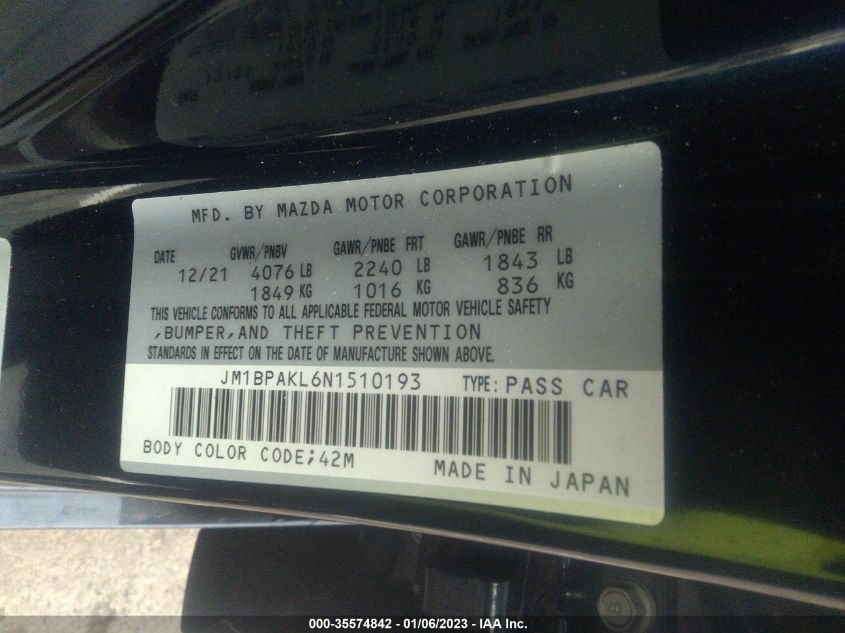 MFD. BY MAZDA MOTOR CORPORATION
DATE GVWR/PNBV GAWR/PNBE FRT GAWR/PNBE RR
12/21 4076 LB 2240 LB 1843 LB
1849 KG 1016 KG 836 KG
THIS VEHICLE CONFORMS TO ALL APPLICABLE FEDERAL MOTOR VEHICLE SAFETY
,BUMPER,AND THEFT PREVENTION
STANDARDS IN EFFECT ON THE DATE OF MANUFACTURE SHOWN ABOVE.
JM1BPAKL6N1510193 TYPE: PASS CAR
BODY COLOR CODE;42M MADE IN JAPAN
000-35574842 - 01/06/2023 - IAA Inc.